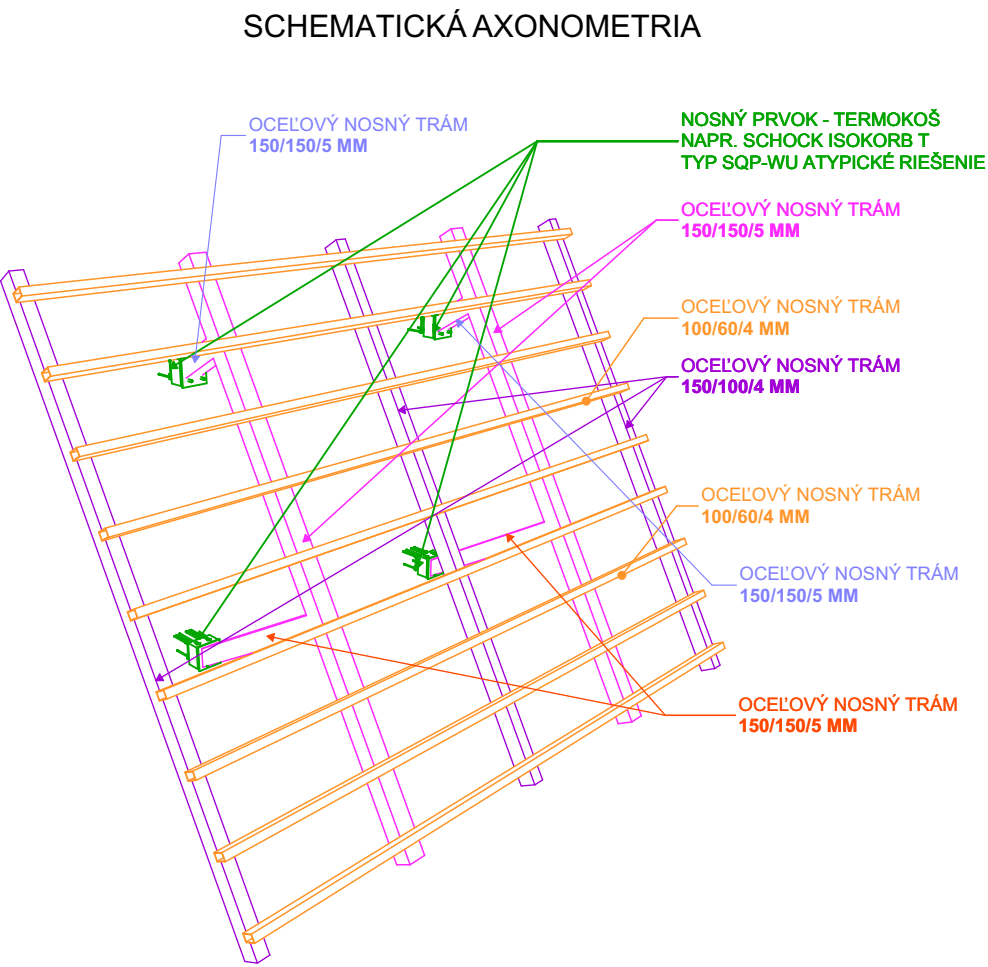 SCHEMATICKÁ AXONOMETRIA
OCEĽOVÝ NOSNÝ TRÁM
150/150/5 MM
NOSNÝ PRVOK - TERMOKOŠ
NAPR. SCHOCK ISOKORB T
TYP SQP-WU ATYPICKÉ RIEŠENIE
OCEĽOVÝ NOSNÝ TRÁM
150/150/5 MM
OCEĽOVÝ NOSNÝ TRÁM
100/60/4 MM
OCEĽOVÝ NOSNÝ TRÁM
150/100/4 MM
OCEĽOVÝ NOSNÝ TRÁM
100/60/4 MM
OCEĽOVÝ NOSNÝ TRÁM
150/150/5 MM
OCEĽOVÝ NOSNÝ TRÁM
150/150/5 MM